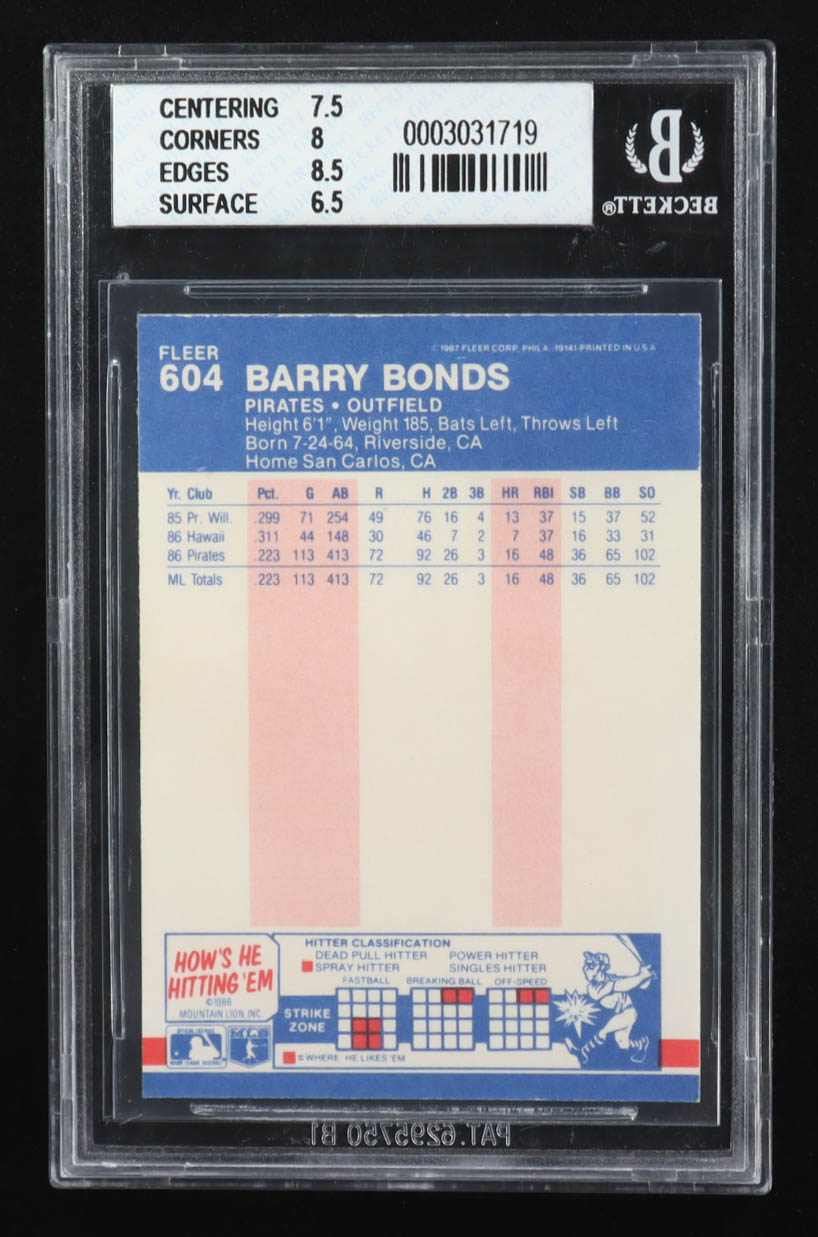 CENTERING 7.5
CORNERS 8
EDGES 8.5
SURFACE 6.5
0003031719
BECKETT®
FLEER
604 BARRY BONDS
© 1987 FLEER CORP. PHILA. 19141-PRINTED IN U.S.A.
PIRATES • OUTFIELD
Height 6'1", Weight 185, Bats Left, Throws Left
Born 7-24-64, Riverside, CA
Home San Carlos, CA
Yr. Club Pct. G AB R H 2B 3B HR RBI SB BB SO
85 Pr. Will. .299 71 254 49 76 16 4 13 37 15 37 52
86 Hawaii .311 44 148 30 46 7 2 7 37 16 33 31
86 Pirates .223 113 413 72 92 26 3 16 48 36 65 102
ML Totals .223 113 413 72 92 26 3 16 48 36 65 102
HOW'S HE
HITTING 'EM
©1986
MOUNTAIN LION, INC
HITTER CLASSIFICATION
DEAD PULL HITTER POWER HITTER
SPRAY HITTER SINGLES HITTER
FASTBALL BREAKING BALL OFF-SPEED
STRIKE
ZONE
= WHERE HE LIKES 'EM
MLB
PAT.6295750 B1